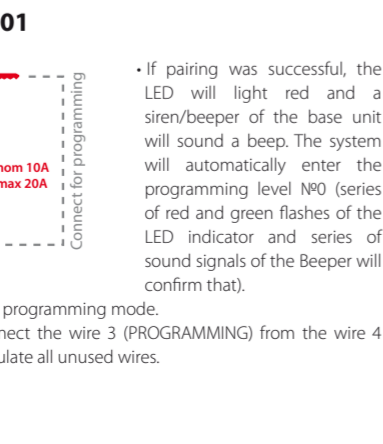 01
nom 10A
max 20A
Connect for programming
• If pairing was successful, the
LED will light red and a
siren/beeper of the base unit
will sound a beep. The system
will automatically enter the
programming level №0 (series
of red and green flashes of the
LED indicator and series of
sound signals of the Beeper will
confirm that).
programming mode.
nect the wire 3 (PROGRAMMING) from the wire 4
ulate all unused wires.